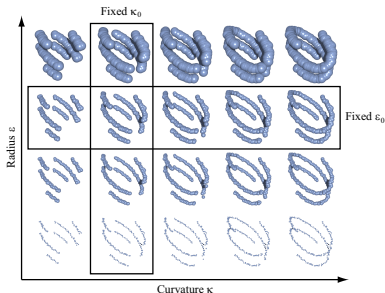 Fixed κ₀
Radius ε
Fixed ε₀
Curvature κ